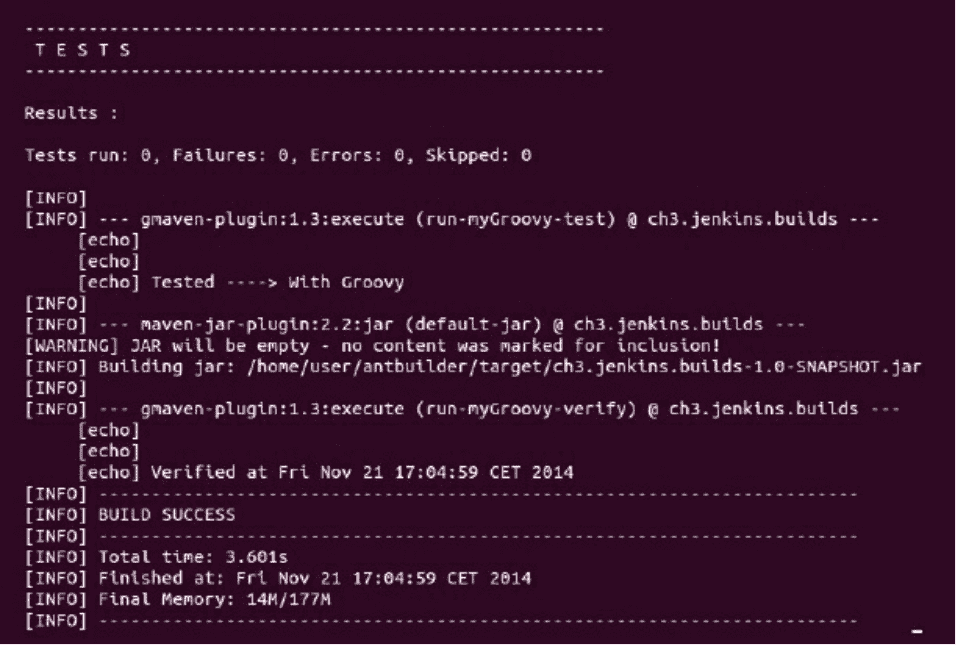 -------------------------------------------------------
 T E S T S
-------------------------------------------------------
Results :
Tests run: 0, Failures: 0, Errors: 0, Skipped: 0
[INFO]
[INFO] --- gmaven-plugin:1.3:execute (run-myGroovy-test) @ ch3.jenkins.builds ---
     [echo]
     [echo]
     [echo] Tested ----> With Groovy
[INFO]
[INFO] --- maven-jar-plugin:2.2:jar (default-jar) @ ch3.jenkins.builds ---
[WARNING] JAR will be empty - no content was marked for inclusion!
[INFO] Building jar: /home/user/antbuilder/target/ch3.jenkins.builds-1.0-SNAPSHOT.jar
[INFO]
[INFO] --- gmaven-plugin:1.3:execute (run-myGroovy-verify) @ ch3.jenkins.builds ---
     [echo]
     [echo]
     [echo] Verified at Fri Nov 21 17:04:59 CET 2014
[INFO] ------------------------------------------------------------------------
[INFO] BUILD SUCCESS
[INFO] ------------------------------------------------------------------------
[INFO] Total time: 3.601s
[INFO] Finished at: Fri Nov 21 17:04:59 CET 2014
[INFO] Final Memory: 14M/177M
[INFO] ------------------------------------------------------------------------